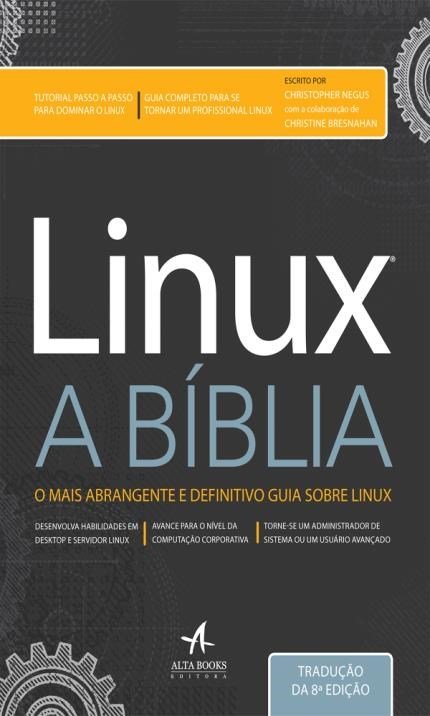 TUTORIAL PASSO A PASSO
PARA DOMINAR O LINUX
GUIA COMPLETO PARA SE
TORNAR UM PROFISSIONAL LINUX
ESCRITO POR
CHRISTOPHER NEGUS
com a colaboração de
CHRISTINE BRESNAHAN
Linux®
A BÍBLIA
O MAIS ABRANGENTE E DEFINITIVO GUIA SOBRE LINUX
DESENVOLVA HABILIDADES EM
DESKTOP E SERVIDOR LINUX
AVANCE PARA O NÍVEL DA
COMPUTAÇÃO CORPORATIVA
TORNE-SE UM ADMINISTRADOR DE
SISTEMA OU UM USUÁRIO AVANÇADO
ALTA BOOKS
EDITORA
TRADUÇÃO
DA 8ª EDIÇÃO